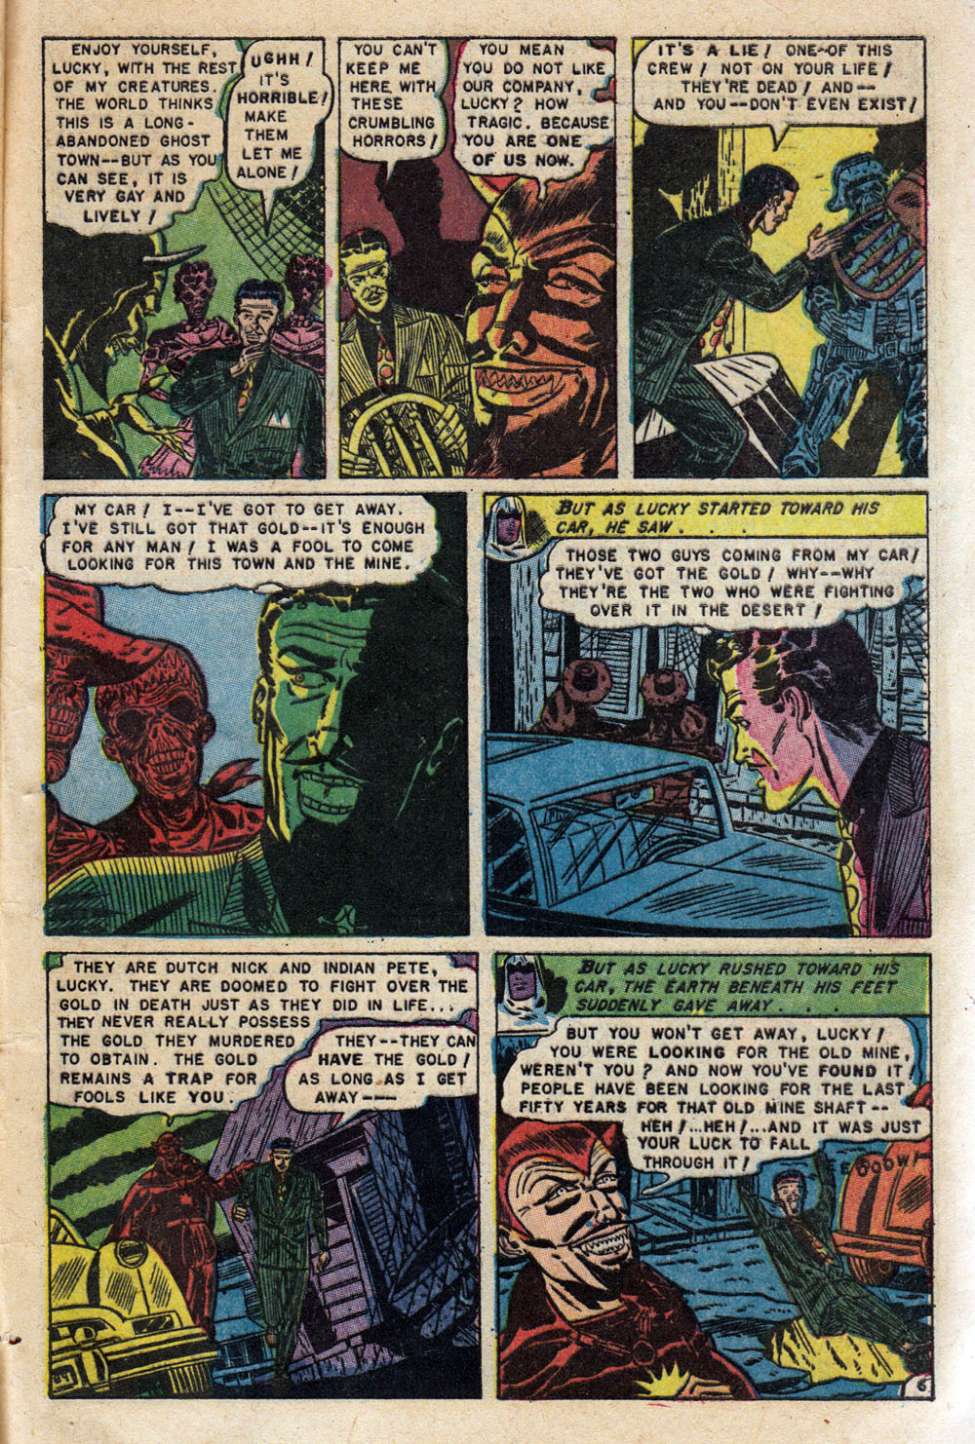 ENJOY YOURSELF,
LUCKY, WITH THE REST
OF MY CREATURES.
THE WORLD THINKS
THIS IS A LONG-
ABANDONED GHOST
TOWN--BUT AS YOU
CAN SEE, IT IS
VERY GAY AND
LIVELY!
UGHH!
IT'S
HORRIBLE!
MAKE
THEM
LET ME
ALONE!
YOU CAN'T
KEEP ME
HERE WITH
THESE
CRUMBLING
HORRORS!
YOU MEAN
YOU DO NOT LIKE
OUR COMPANY,
LUCKY? HOW
TRAGIC. BECAUSE
YOU ARE ONE
OF US NOW.
IT'S A LIE! ONE OF THIS
CREW! NOT ON YOUR LIFE!
THEY'RE DEAD! AND--
AND YOU--DON'T EVEN EXIST!
MY CAR! I--I'VE GOT TO GET AWAY.
I'VE STILL GOT THAT GOLD--IT'S ENOUGH
FOR ANY MAN! I WAS A FOOL TO COME
LOOKING FOR THIS TOWN AND THE MINE.
BUT AS LUCKY STARTED TOWARD HIS
CAR, HE SAW . . . .
THOSE TWO GUYS COMING FROM MY CAR!
THEY'VE GOT THE GOLD! WHY--WHY
THEY'RE THE TWO WHO WERE FIGHTING
OVER IT IN THE DESERT!
THEY ARE DUTCH NICK AND INDIAN PETE,
LUCKY. THEY ARE DOOMED TO FIGHT OVER THE
GOLD IN DEATH JUST AS THEY DID IN LIFE...
THEY NEVER REALLY POSSESS
THE GOLD THEY MURDERED
TO OBTAIN. THE GOLD
REMAINS A TRAP FOR
FOOLS LIKE YOU.
THEY--THEY CAN
HAVE THE GOLD!
AS LONG AS I GET
AWAY---
BUT AS LUCKY RUSHED TOWARD HIS
CAR, THE EARTH BENEATH HIS FEET
SUDDENLY GAVE AWAY. . . .
BUT YOU WON'T GET AWAY, LUCKY!
YOU WERE LOOKING FOR THE OLD MINE,
WEREN'T YOU? AND NOW YOU'VE FOUND IT!
PEOPLE HAVE BEEN LOOKING FOR THE LAST
FIFTY YEARS FOR THAT OLD MINE SHAFT--
HEH!...HEH!...AND IT WAS JUST
YOUR LUCK TO FALL
THROUGH IT!
EEOOOW!
6